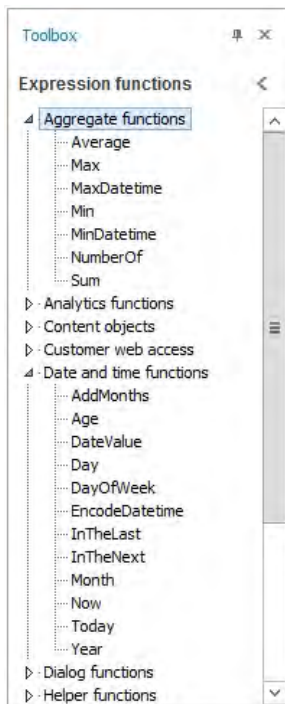 Toolbox
Expression functions
Aggregate functions
Average
Max
MaxDatetime
Min
MinDatetime
NumberOf
Sum
Analytics functions
Content objects
Customer web access
Date and time functions
AddMonths
Age
DateValue
Day
DayOfWeek
EncodeDatetime
InTheLast
InTheNext
Month
Now
Today
Year
Dialog functions
Helper functions